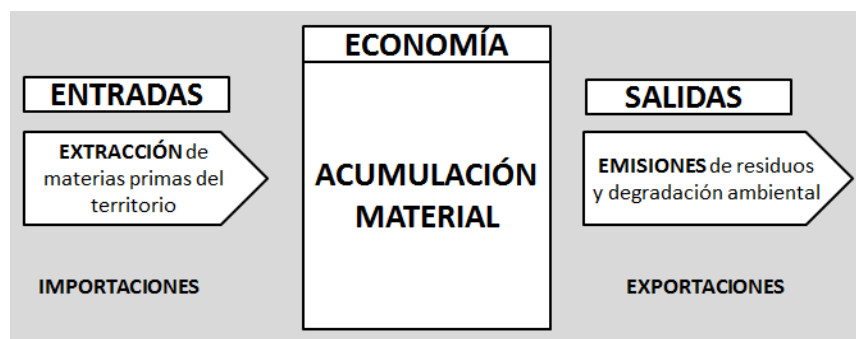 ENTRADAS
EXTRACCIÓN de
materias primas del
territorio
IMPORTACIONES
ECONOMÍA
ACUMULACIÓN
MATERIAL
SALIDAS
EMISIONES de residuos
y degradación ambiental
EXPORTACIONES